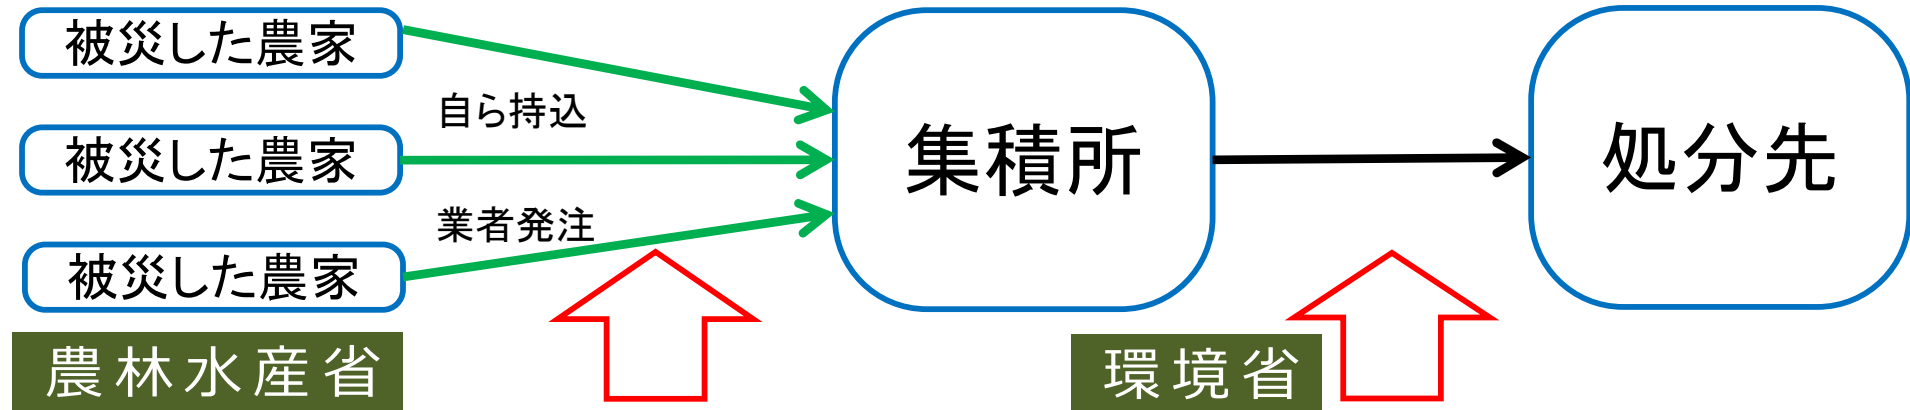 被災した農家
自ら持込
被災した農家
業者発注
被災した農家
集積所
処分先
農林水産省
環境省